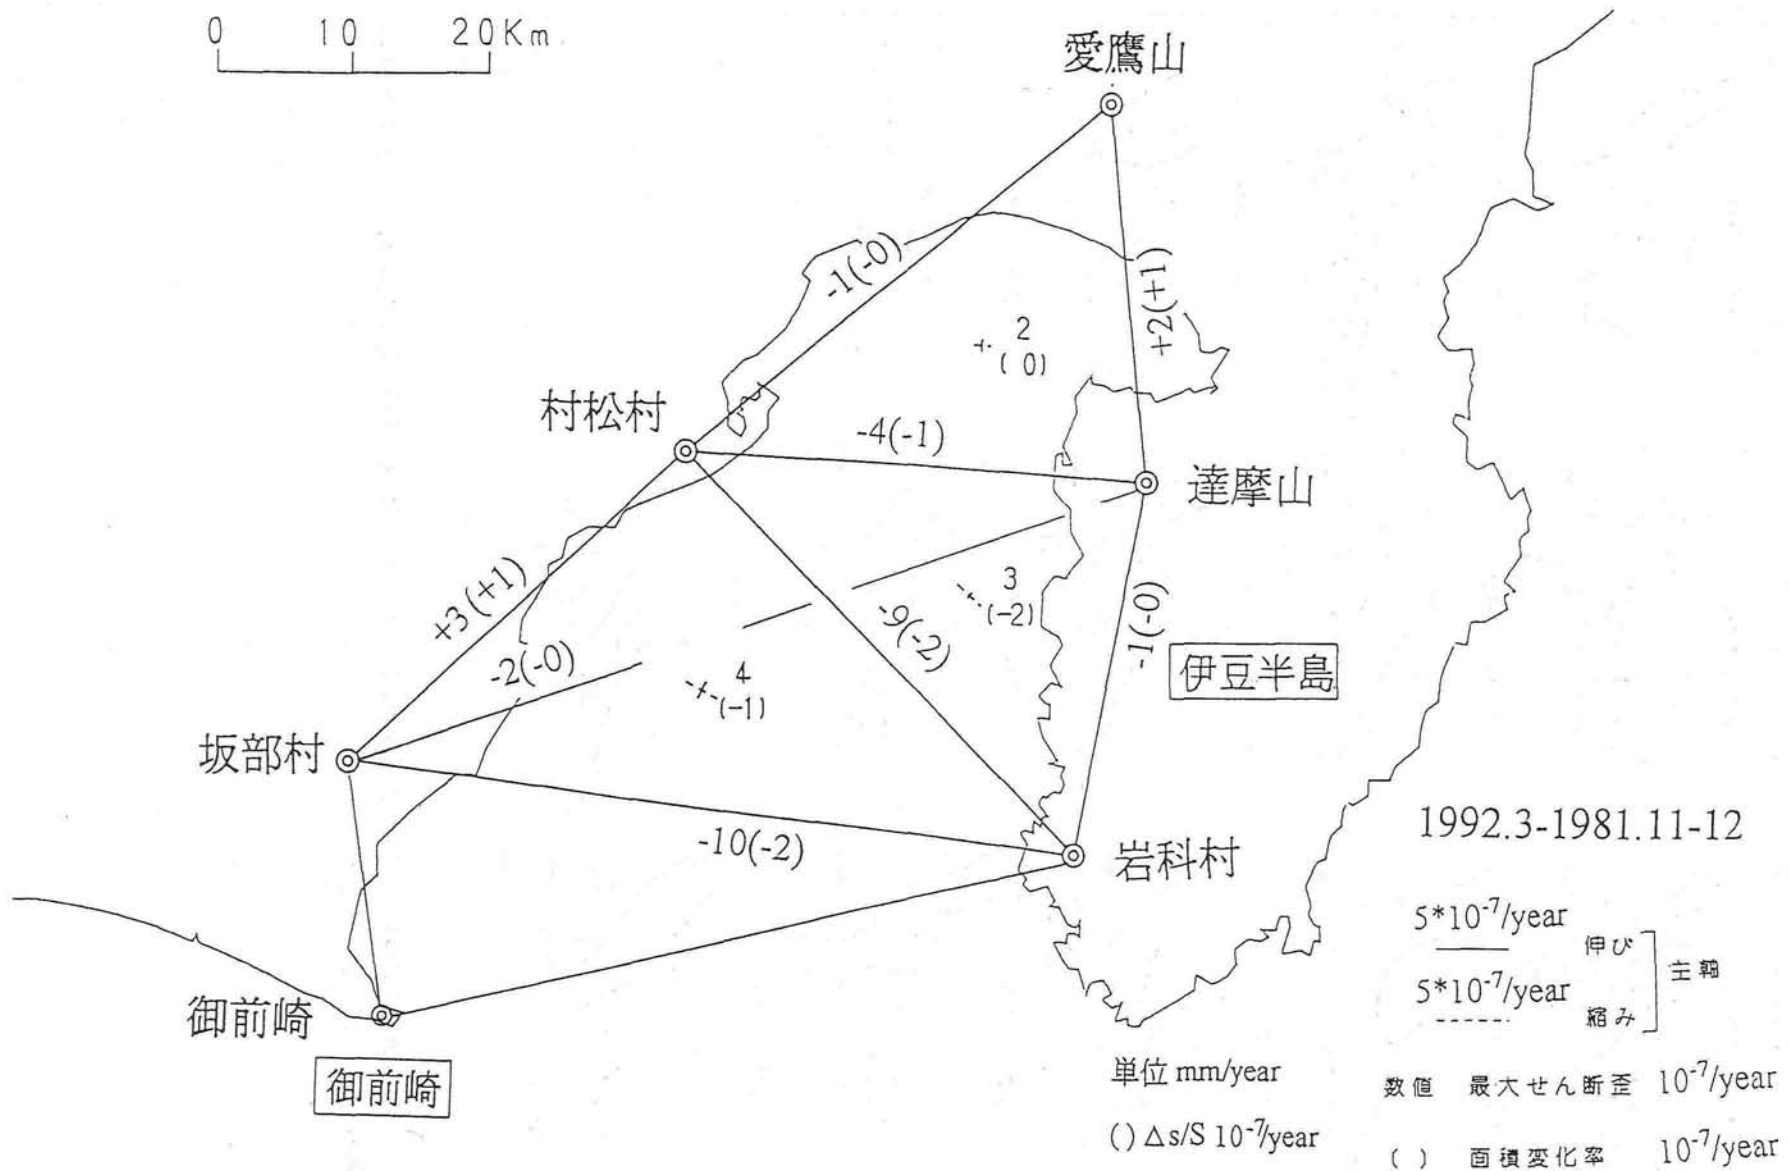 0 10 20Km
愛鷹山
-1(-0)
+2(+1)
2
( 0)
村松村
-4(-1)
達摩山
+3(+1)
3
(-2)
-9(-2)
-1(-0)
-2(-0)
4
(-1)
伊豆半島
坂部村
-10(-2)
岩科村
1992.3-1981.11-12
5*10-7/year
伸び
主軸
5*10-7/year
縮み
御前崎
御前崎
単位 mm/year
数値 最大せん断歪 10-7/year
( ) Δs/S 10-7/year
( ) 面積変化率 10-7/year